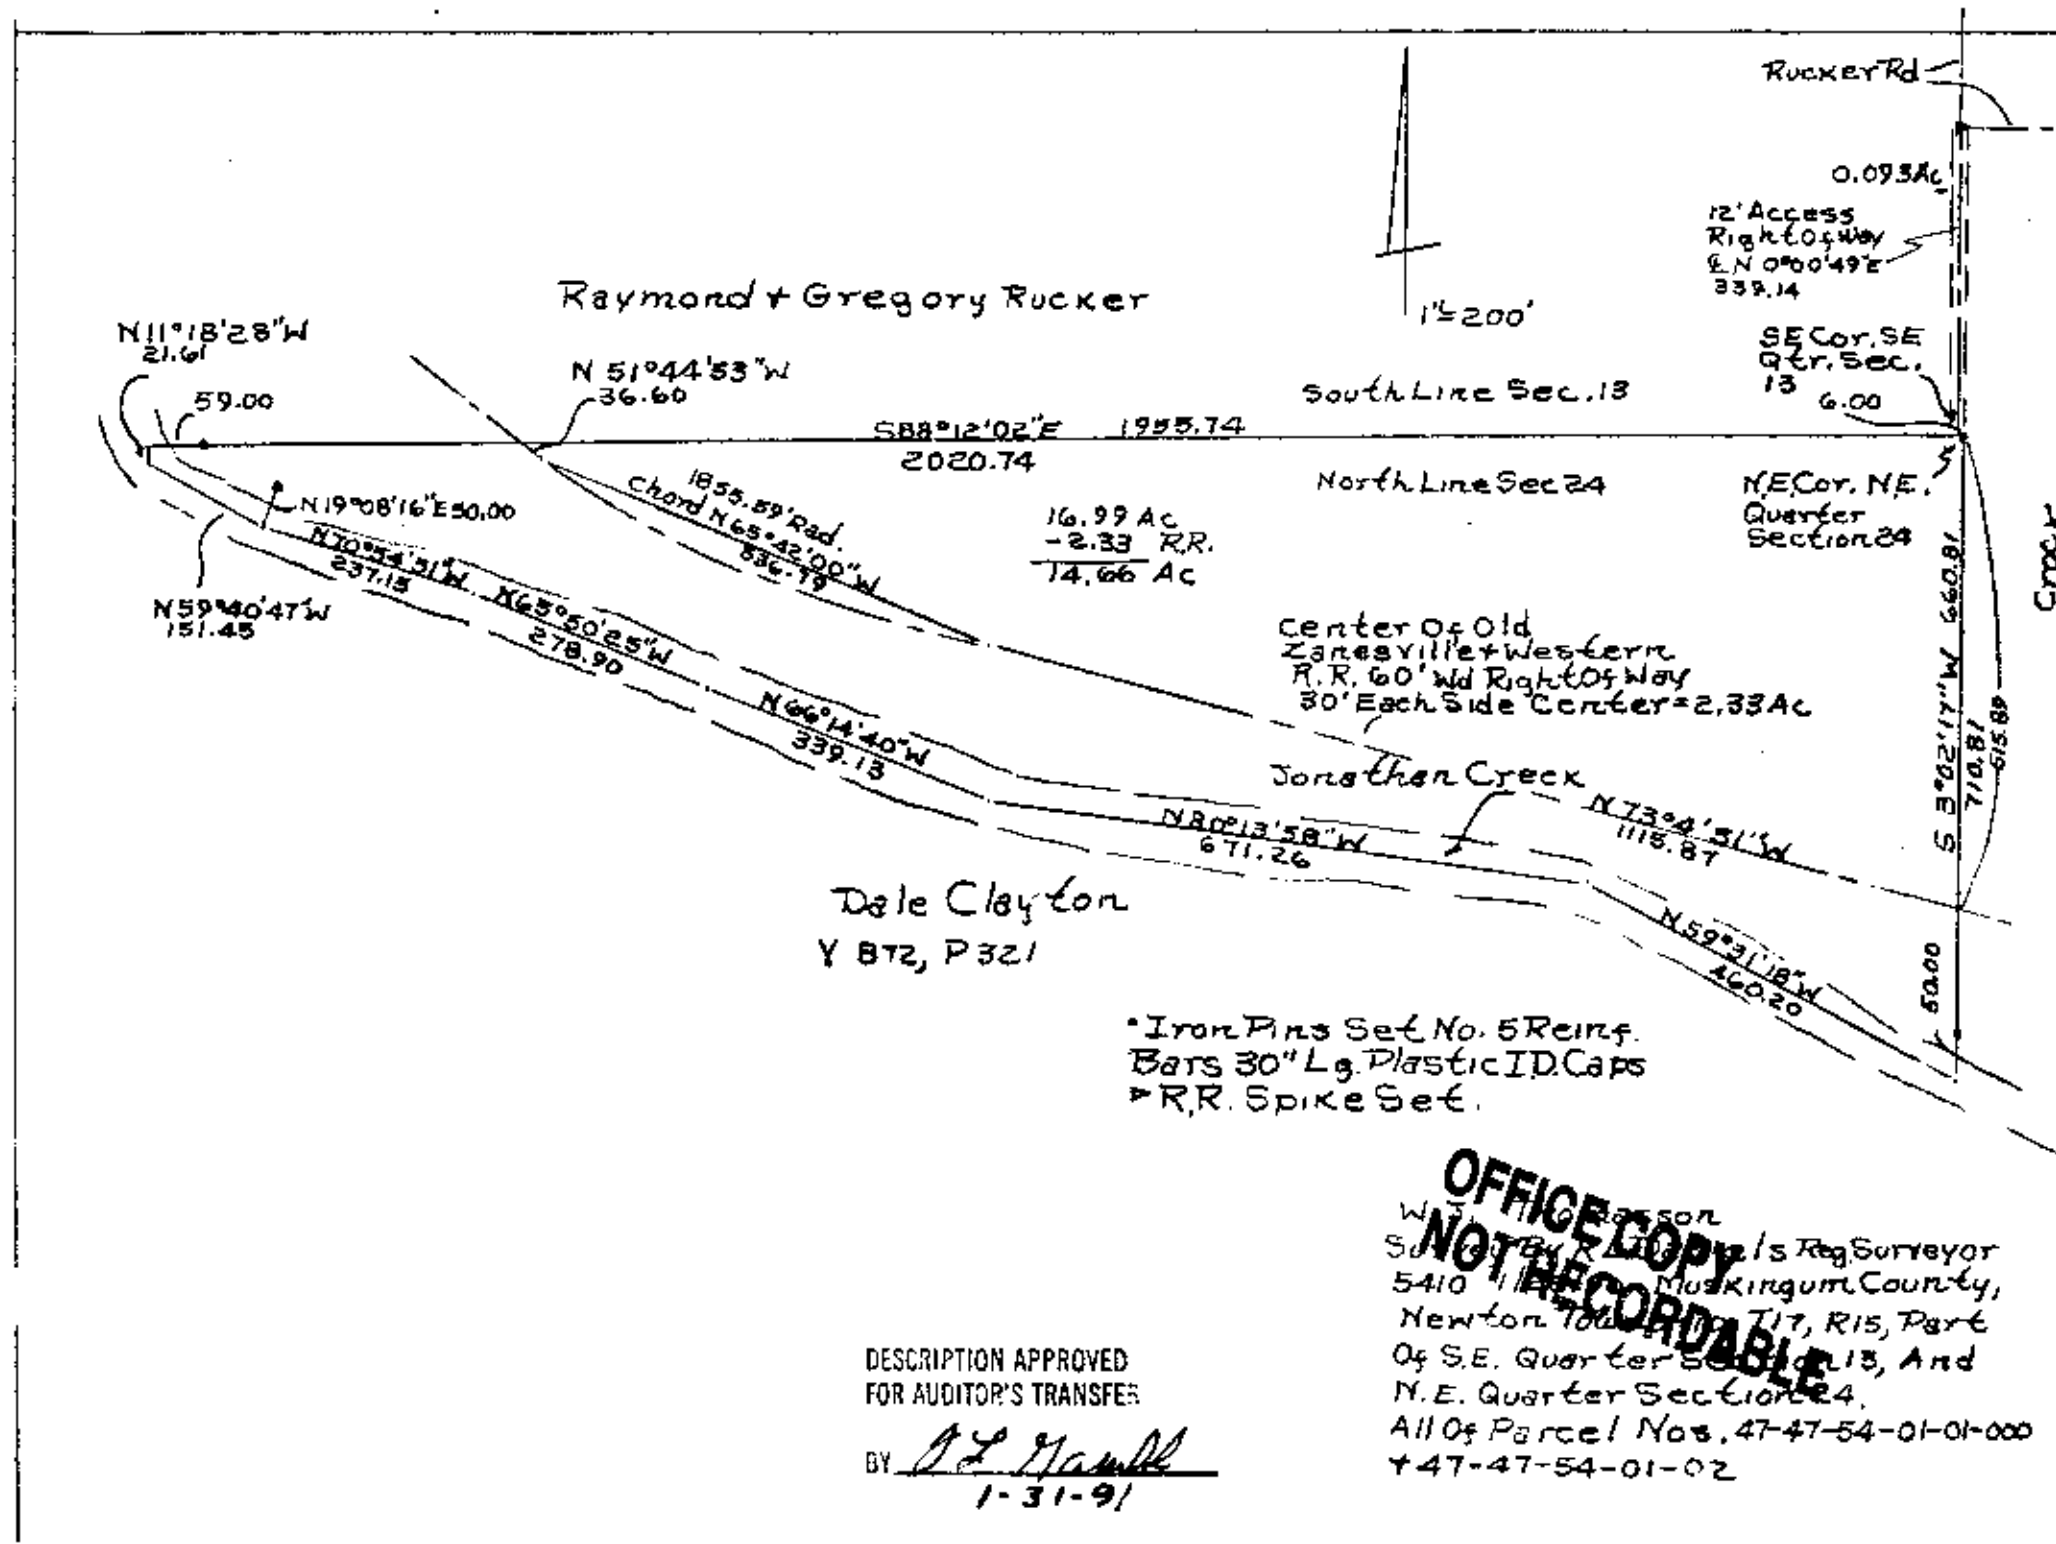 Rucker Rd
0.093Ac
12' Access
Right Of Way
℄ N 0°00'49"E
339.14
Raymond + Gregory Rucker
1"=200'
N11°18'28"W
21.61
59.00
N 51°44'53"W
36.60
South Line Sec. 13
SE Cor. SE
Qtr. Sec.
13
6.00
S88°12'02"E 1955.74
2020.74
North Line Sec 24
N.E. Cor. N.E.
Quarter
Section 24
1855.59' Rad.
Chord N65°42'00"W
836.79
16.99 Ac
-2.33 R.R.
14.66 Ac
N19°08'16"E 50.00
N70°54'51"W
237.15
N59°40'47"W
151.45
N65°50'25"W
278.90
N66°14'40"W
339.13
Center Of Old
Zanesville + Western
R.R. 60' Wd Right Of Way
30' Each Side Center = 2.33Ac
Jonathan Creek
N80°13'58"W
671.26
N73°4'51"W
1115.87
S 3°02'17"W 660.81
710.81
615.89
50.00
N59°31'18"W
460.20
Dale Clayton
V 872, P 321
• Iron Pins Set No. 5 Reinf.
Bars 30" Lg. Plastic I.D. Caps
R.R. Spike Set.
OFFICE COPY
NOT RECORDABLE
Reg. Surveyor
5410 Muskingum County,
Newton T17, R15, Part
Of S.E. Quarter Section 13, And
N.E. Quarter Section 24.
All Of Parcel Nos. 47-47-54-01-01-000
+ 47-47-54-01-02
DESCRIPTION APPROVED
FOR AUDITOR'S TRANSFER
BY
1-31-91